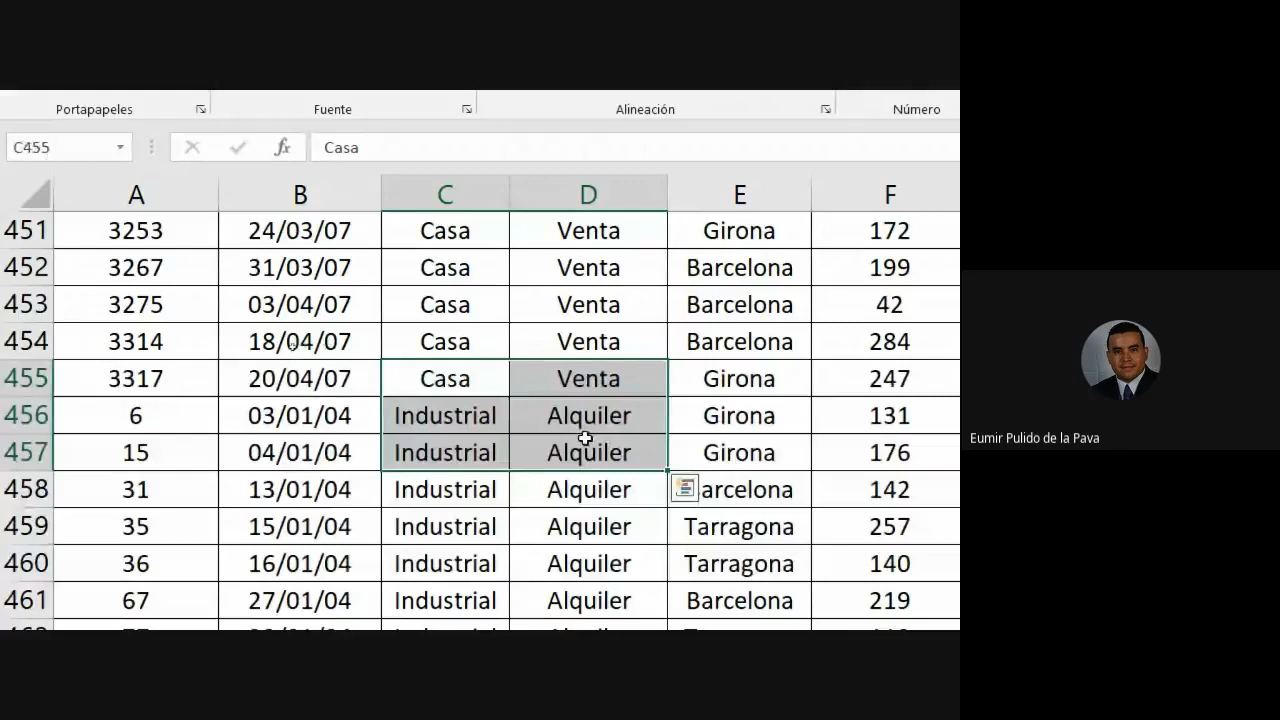 Portapapeles Fuente Alineación Número
C455 fx Casa
A B C D E F
451 3253 24/03/07 Casa Venta Girona 172
452 3267 31/03/07 Casa Venta Barcelona 199
453 3275 03/04/07 Casa Venta Barcelona 42
454 3314 18/04/07 Casa Venta Barcelona 284
455 3317 20/04/07 Casa Venta Girona 247
456 6 03/01/04 Industrial Alquiler Girona 131
457 15 04/01/04 Industrial Alquiler Girona 176
458 31 13/01/04 Industrial Alquiler arcelona 142
459 35 15/01/04 Industrial Alquiler Tarragona 257
460 36 16/01/04 Industrial Alquiler Tarragona 140
461 67 27/01/04 Industrial Alquiler Barcelona 219
Eumir Pulido de la Pava